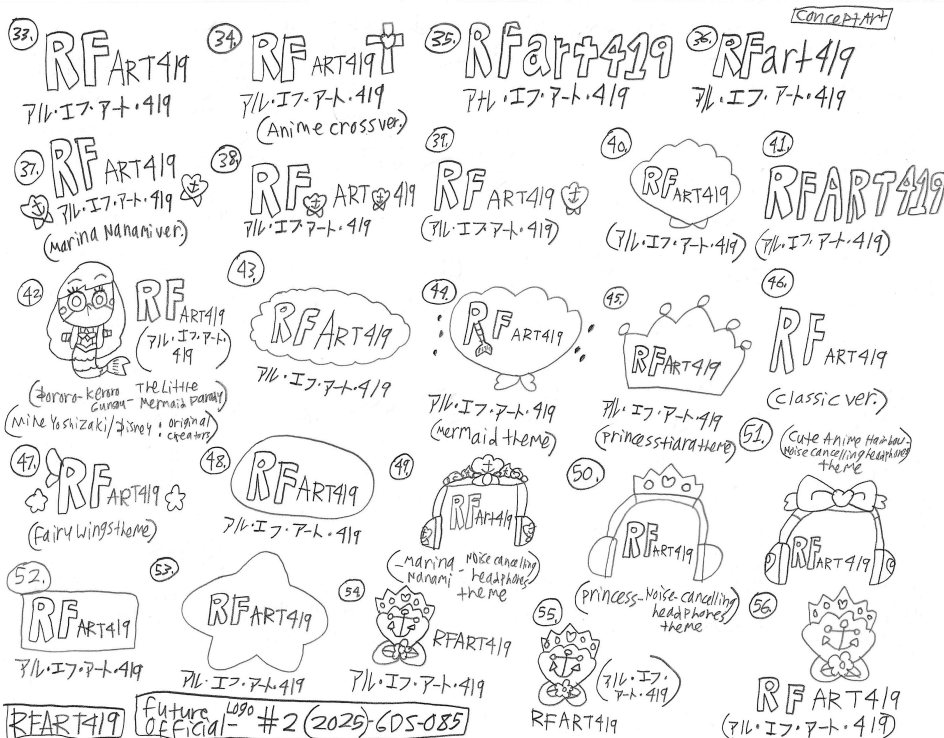 ConceptArt
33. RF ART419
アル・エフ・アート・419
34. RF ART419
アル・エフ・アート・419
(Anime cross ver.)
35. RFart419
アル・エフ・アート・419
36. RFart419
アル・エフ・アート・419
37. RF ART419
アル・エフ・アート・419
(Marina Nanami ver.)
38. RF ART 419
アル・エフ・アート・419
39. RF ART419
(アル・エフ・アート・419)
40. RF ART419
(アル・エフ・アート・419)
41. RFART419
(アル・エフ・アート・419)
42. RF ART419
(アル・エフ・アート・
419)
(Dororo-Keroro Gunsou- The Little Mermaid Parody)
(Mine Yoshizaki/Disney: original creators)
43. RF Art419
アル・エフ・アート・419
44. RF ART419
アル・エフ・アート・419
(Mermaid theme)
45. RF ART419
アル・エフ・アート・419
(princess tiara theme)
46. RF ART419
(classic ver.)
47. RF ART419
(Fairy wings theme)
48. RF ART419
アル・エフ・アート・419
49. RF Art419
(Marina Nanami - Noise cancelling headphones theme)
50. RF ART419
(princess-Noise-cancelling
headphones
theme)
51. (Cute Anime Hairbow-
Noise cancelling headphones
theme)
RF ART419
52. RF ART419
アル・エフ・アート・419
53. RF ART419
アル・エフ・アート・419
54. RFART419
アル・エフ・アート・419
55. (アル・エフ・
アート・419)
RFART419
56. RF ART419
(アル・エフ・アート・419)
RFART419
Future Official-Logo #2 (2025)-GDS-085